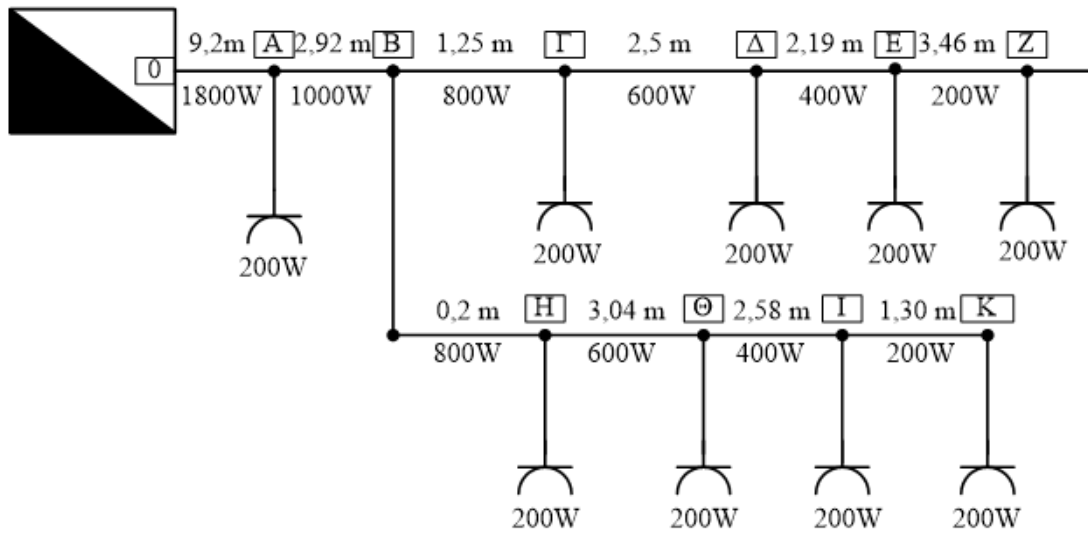 9,2m A 2,92 m B 1,25 m Γ 2,5 m Δ 2,19 m E 3,46 m Z
0
1800W 1000W 800W 600W 400W 200W
200W 200W 200W 200W 200W
0,2 m H 3,04 m Θ 2,58 m I 1,30 m K
800W 600W 400W 200W
200W 200W 200W 200W